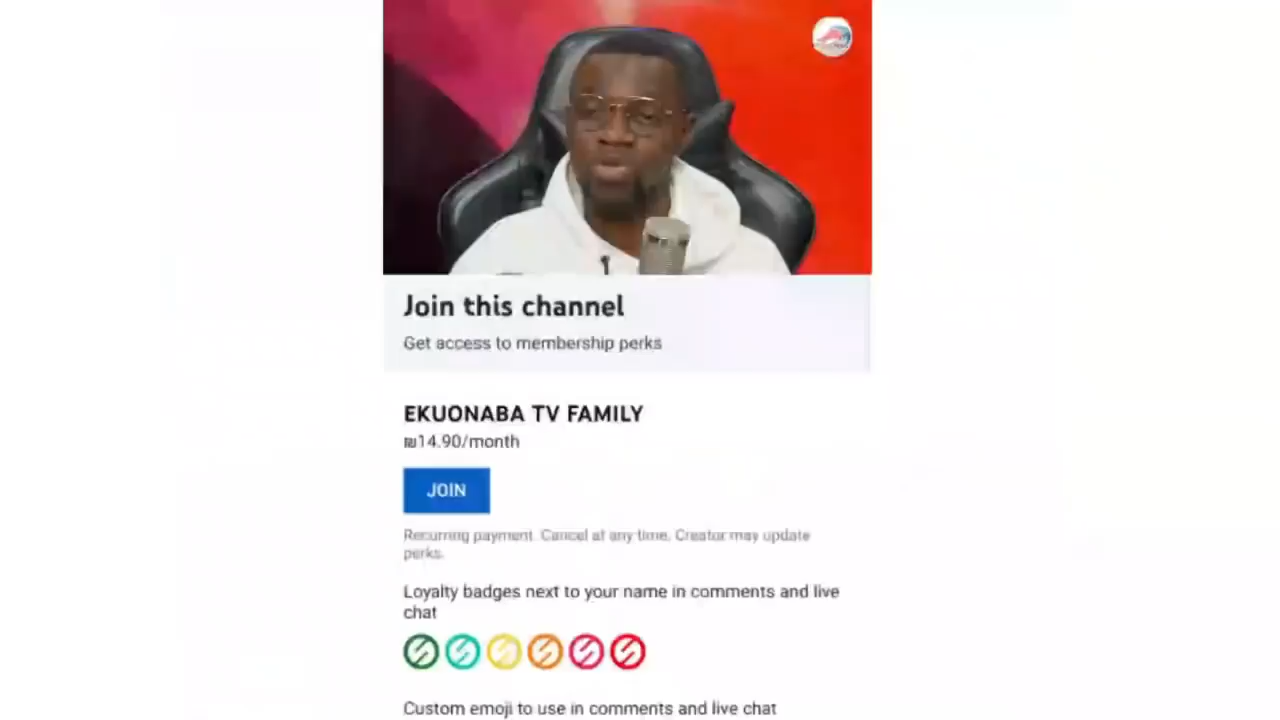 Join this channel
Get access to membership perks
EKUONABA TV FAMILY
₪14.90/month
JOIN
Recurring payment. Cancel at any time. Creator may update
perks.
Loyalty badges next to your name in comments and live
chat
Custom emoji to use in comments and live chat